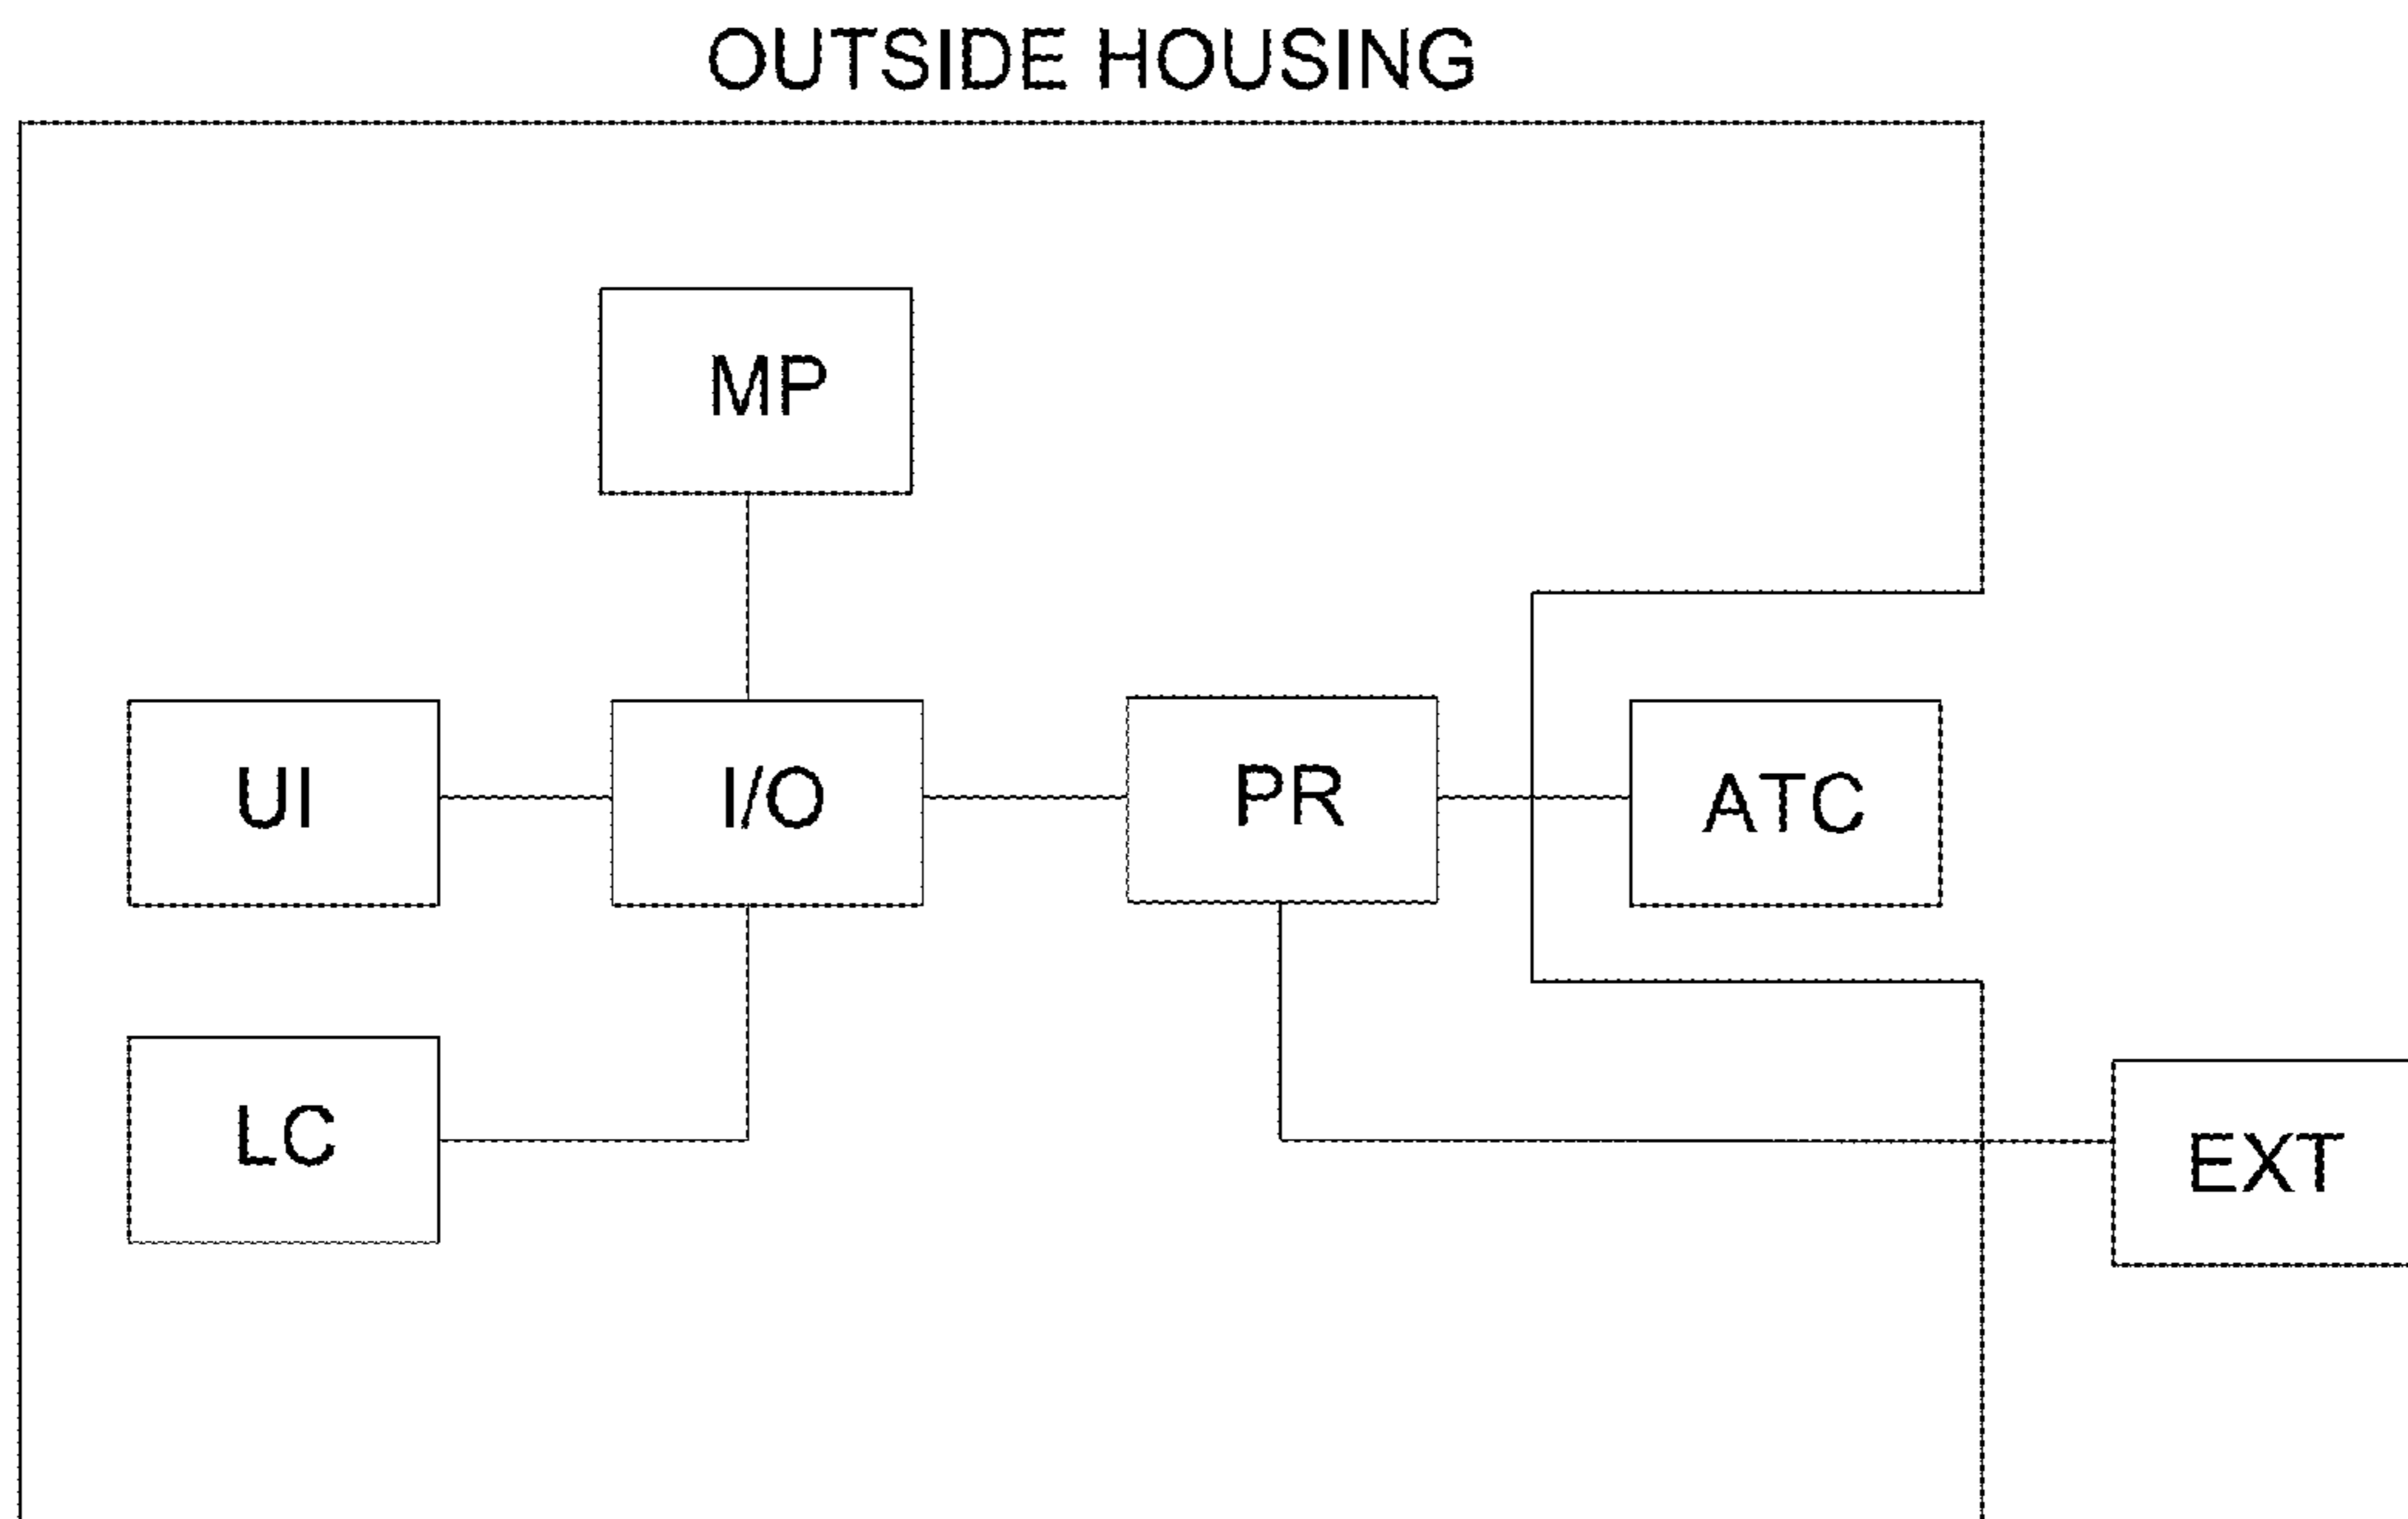 OUTSIDE HOUSING
MP
UI
I/O
PR
ATC
LC
EXT